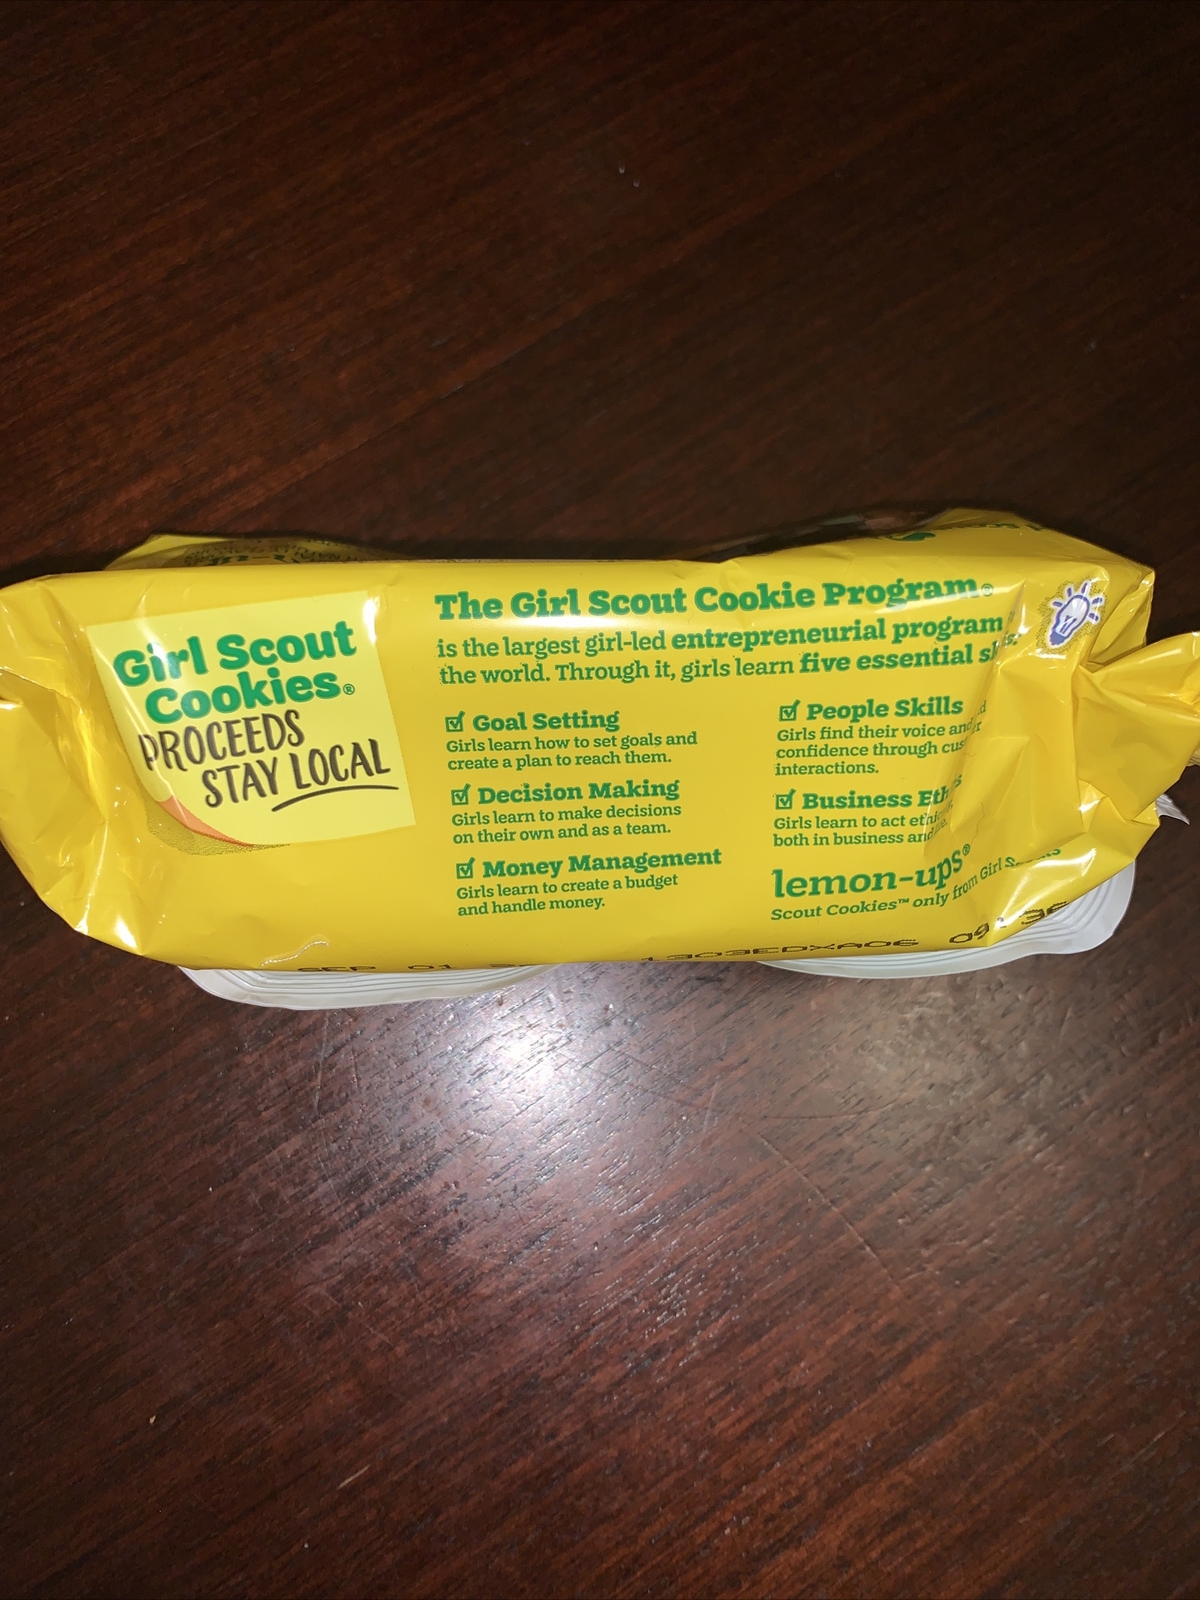 Girl Scout
Cookies®
PROCEEDS
STAY LOCAL
The Girl Scout Cookie Program®
is the largest girl-led entrepreneurial program
the world. Through it, girls learn five essential
Goal Setting
Girls learn how to set goals and
create a plan to reach them.
Decision Making
Girls learn to make decisions
on their own and as a team.
Money Management
Girls learn to create a budget
and handle money.
People Skills
Girls find their voice and
confidence through
interactions.
Business
Girls learn to act
both in business
lemon-ups®
Scout Cookies™ only from Girl
SEP 01
1303EDXA06